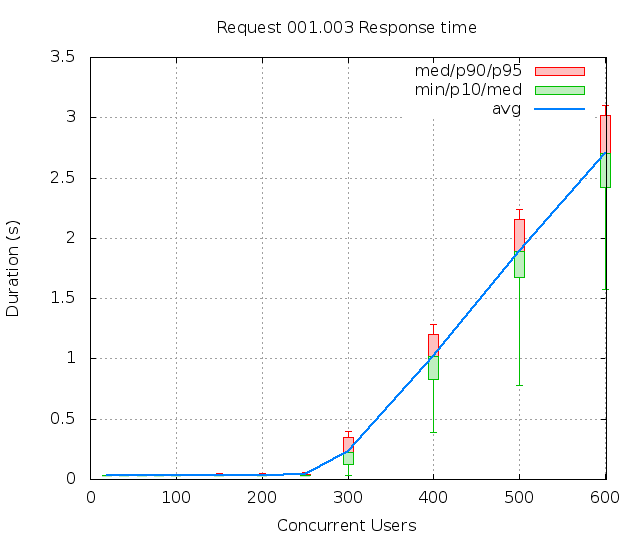 Request 001.003 Response time
3.5
3
2.5
2
1.5
1
0.5
0
Duration (s)
med/p90/p95
min/p10/med
avg
0 100 200 300 400 500 600
Concurrent Users